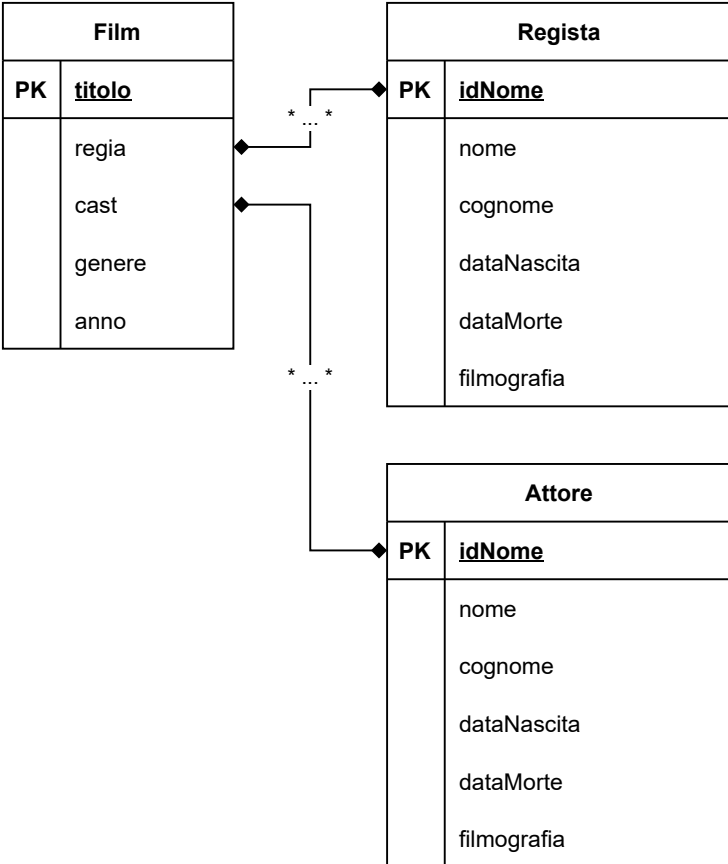 Film
PK titolo
regia
cast
genere
anno
* ... *
* ... *
Regista
PK idNome
nome
cognome
dataNascita
dataMorte
filmografia
Attore
PK idNome
nome
cognome
dataNascita
dataMorte
filmografia